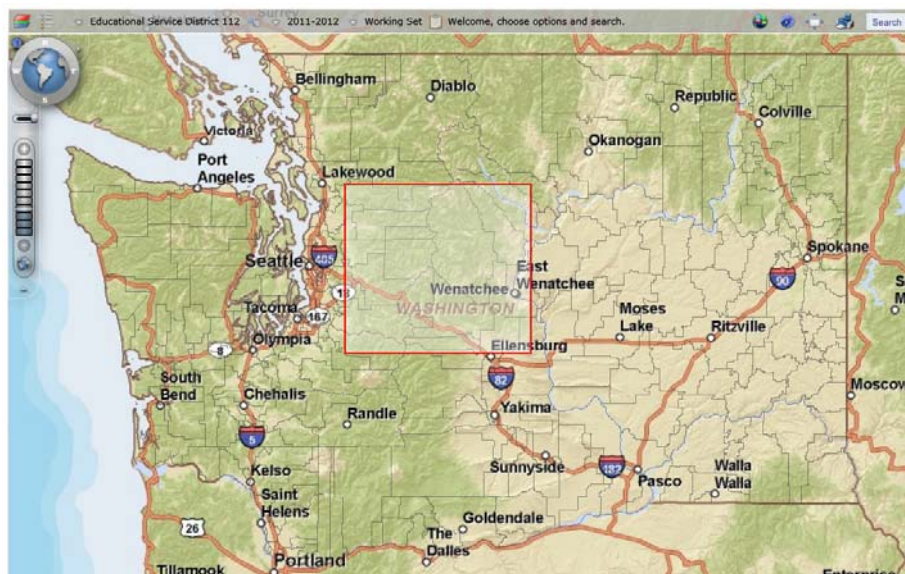 Educational Service District 112 2011-2012 Working Set Welcome, choose options and search. Search
Bellingham
Diablo
Republic
Colville
Victoria
Okanogan
Port
Angeles
Lakewood
Seattle
405
Spokane
East
Wenatchee
Wenatchee
90
18
WASHINGTON
Tacoma
167
Moses
Lake
Ritzville
Olympia
8
Ellensburg
South
Bend
82
Moscow
Chehalis
Randle
Yakima
5
Sunnyside
182
Pasco
Walla
Walla
Kelso
Saint
Helens
26
Goldendale
The
Dalles
Portland
Tillamook
Enterprise